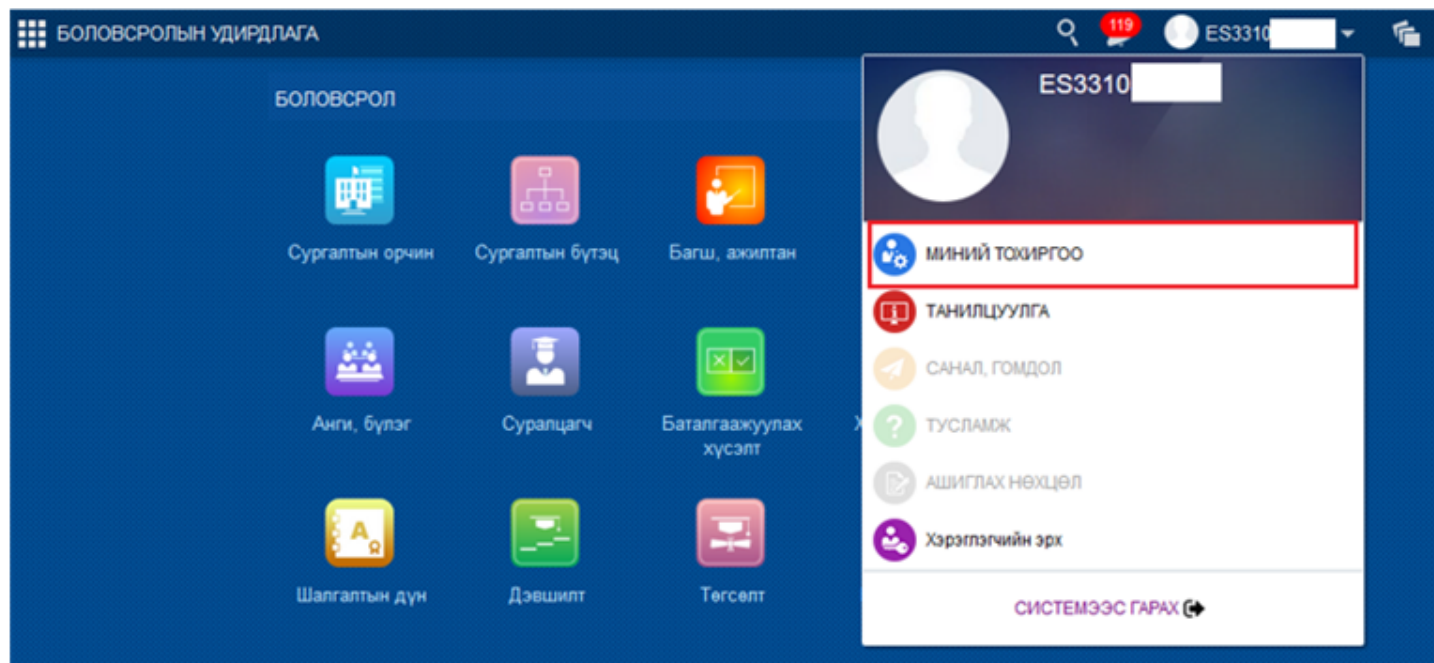 БОЛОВСРОЛЫН УДИРДЛАГА
119
ES3310
БОЛОВСРОЛ
ES3310
Сургалтын орчин
Сургалтын бүтэц
Багш, ажилтан
МИНИЙ ТОХИРГОО
ТАНИЛЦУУЛГА
САНАЛ, ГОМДОЛ
Анги, бүлэг
Суралцагч
Баталгаажуулах
хүсэлт
Х
ТУСЛАМЖ
АШИГЛАХ НӨХЦӨЛ
Хэрэглэгчийн эрх
Шалгалтын дүн
Дэвшилт
Төгсөлт
СИСТЕМЭЭС ГАРАХ